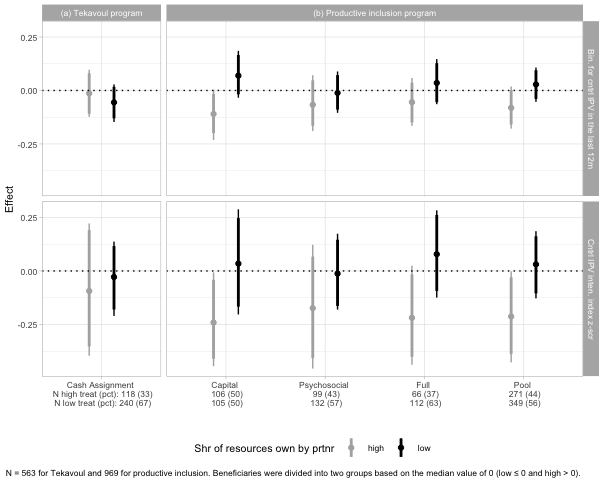 (a) Tekavoul program
(b) Productive inclusion program
0.25
0.00
-0.25
Bin. for cntrl IPV in the last 12m
0.25
0.00
-0.25
Cntrl IPV inten. index z-scr
Effect
Cash Assignment
N high treat (pct): 118 (33)
N low treat (pct): 240 (67)
Capital
106 (50)
105 (50)
Psychosocial
99 (43)
132 (57)
Full
66 (37)
112 (63)
Pool
271 (44)
349 (56)
Shr of resources own by prtnr
high
low
N = 563 for Tekavoul and 969 for productive inclusion. Beneficiaries were divided into two groups based on the median value of 0 (low ≤ 0 and high > 0).